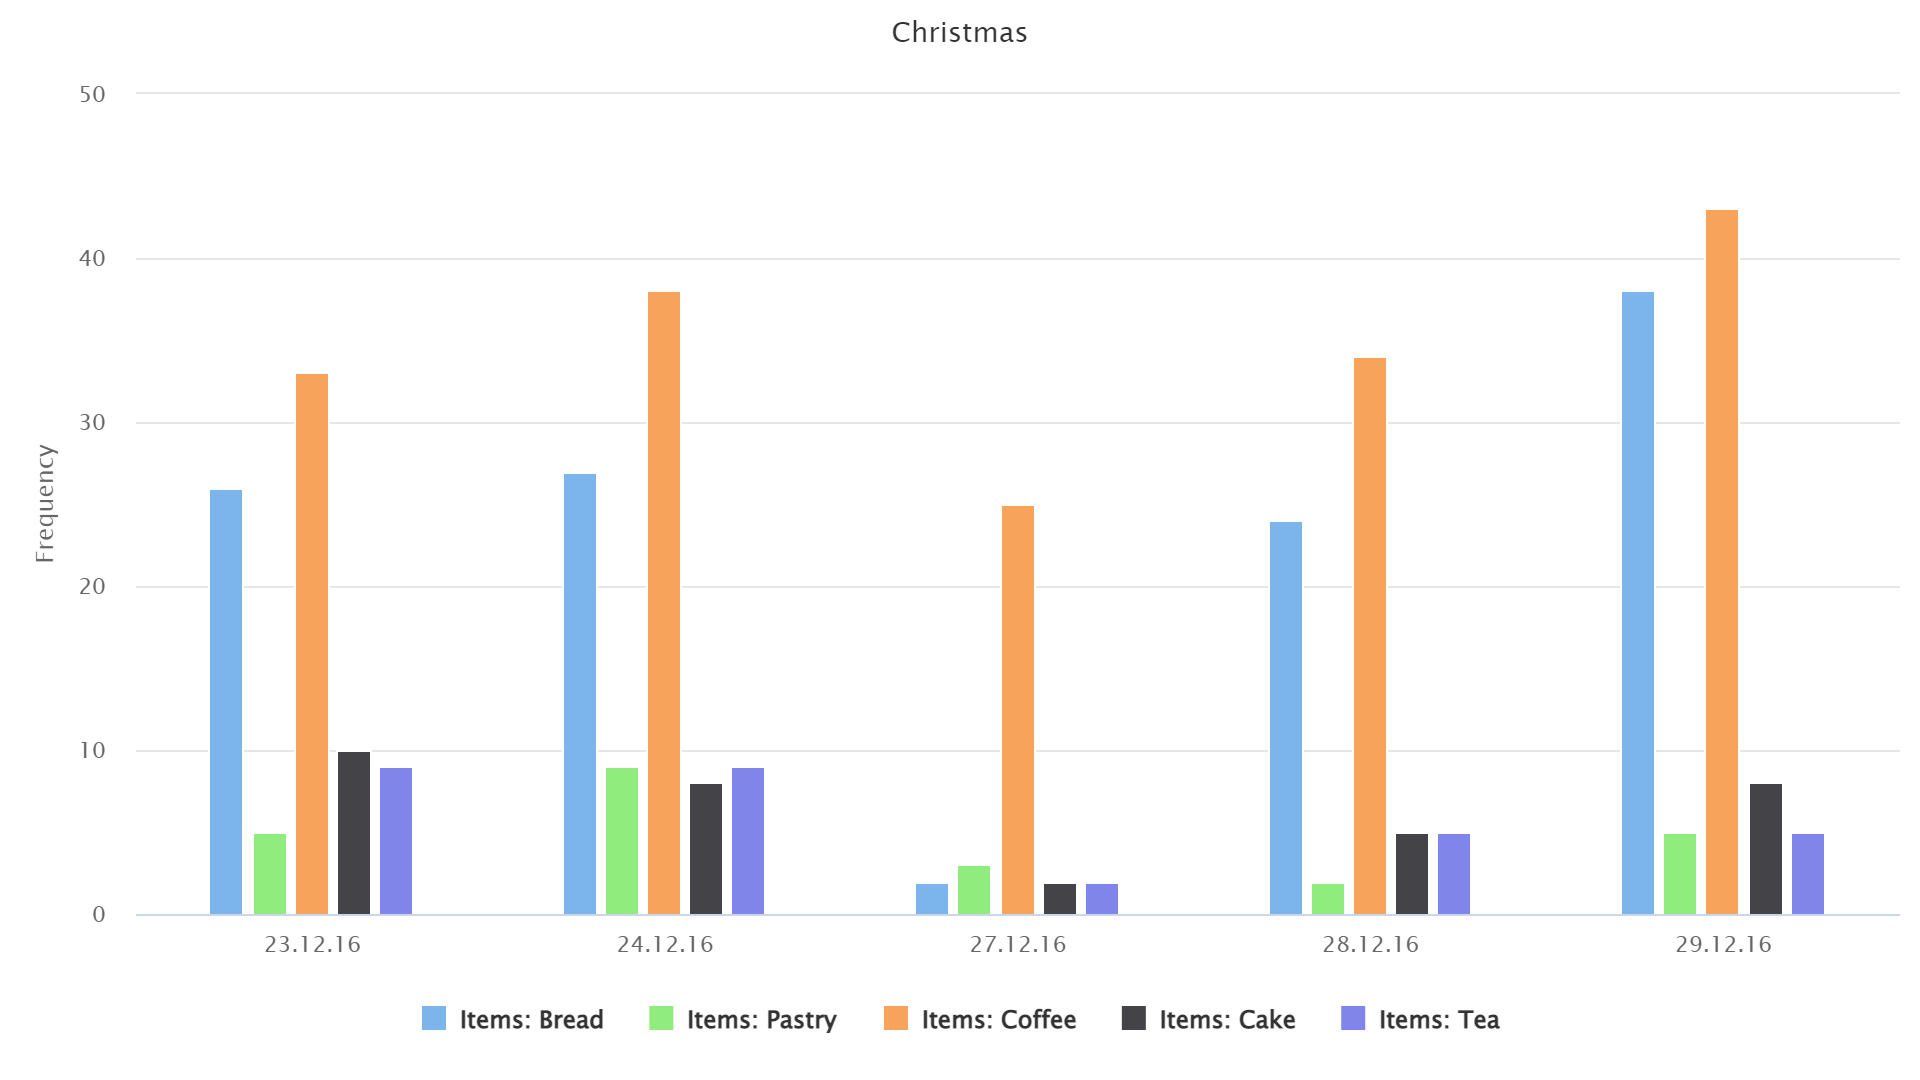 Christmas
50
40
30
20
10
0
Frequency
23.12.16 24.12.16 27.12.16 28.12.16 29.12.16
Items: Bread Items: Pastry Items: Coffee Items: Cake Items: Tea